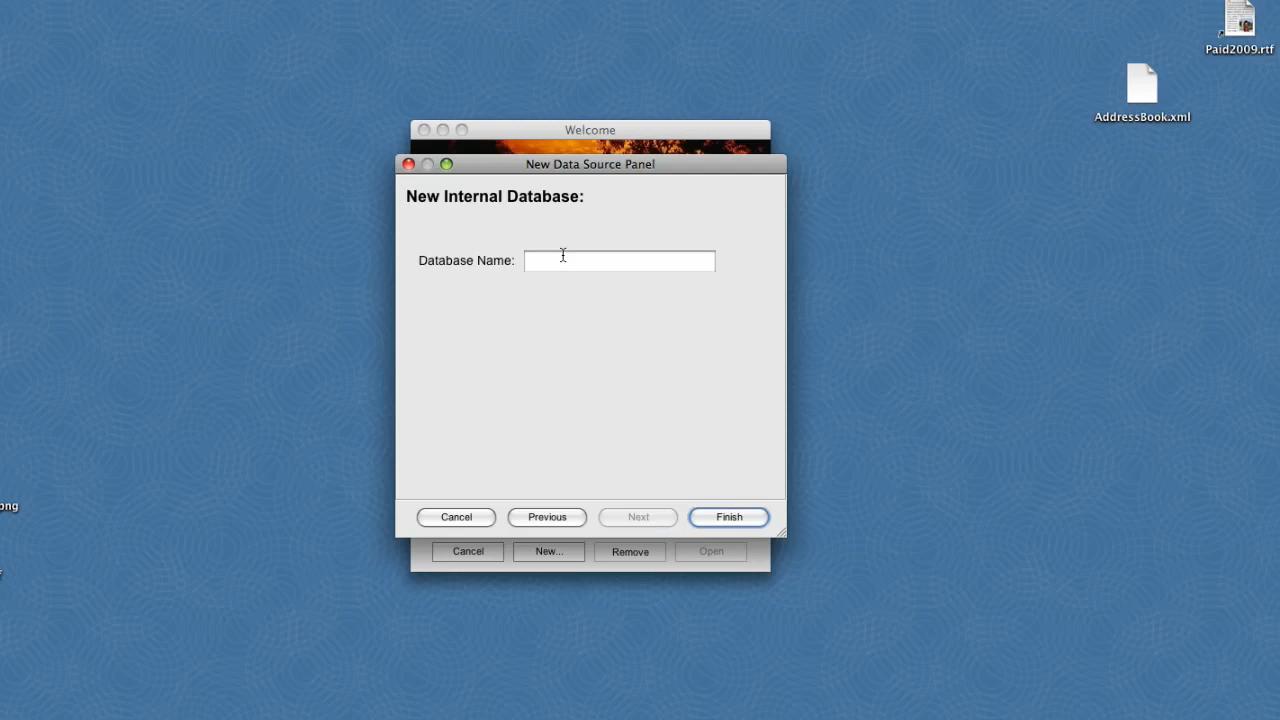 Paid2009.rtf
AddressBook.xml
Welcome
New Data Source Panel
New Internal Database:
Database Name:
png
Cancel
Previous
Next
Finish
Cancel
New...
Remove
Open